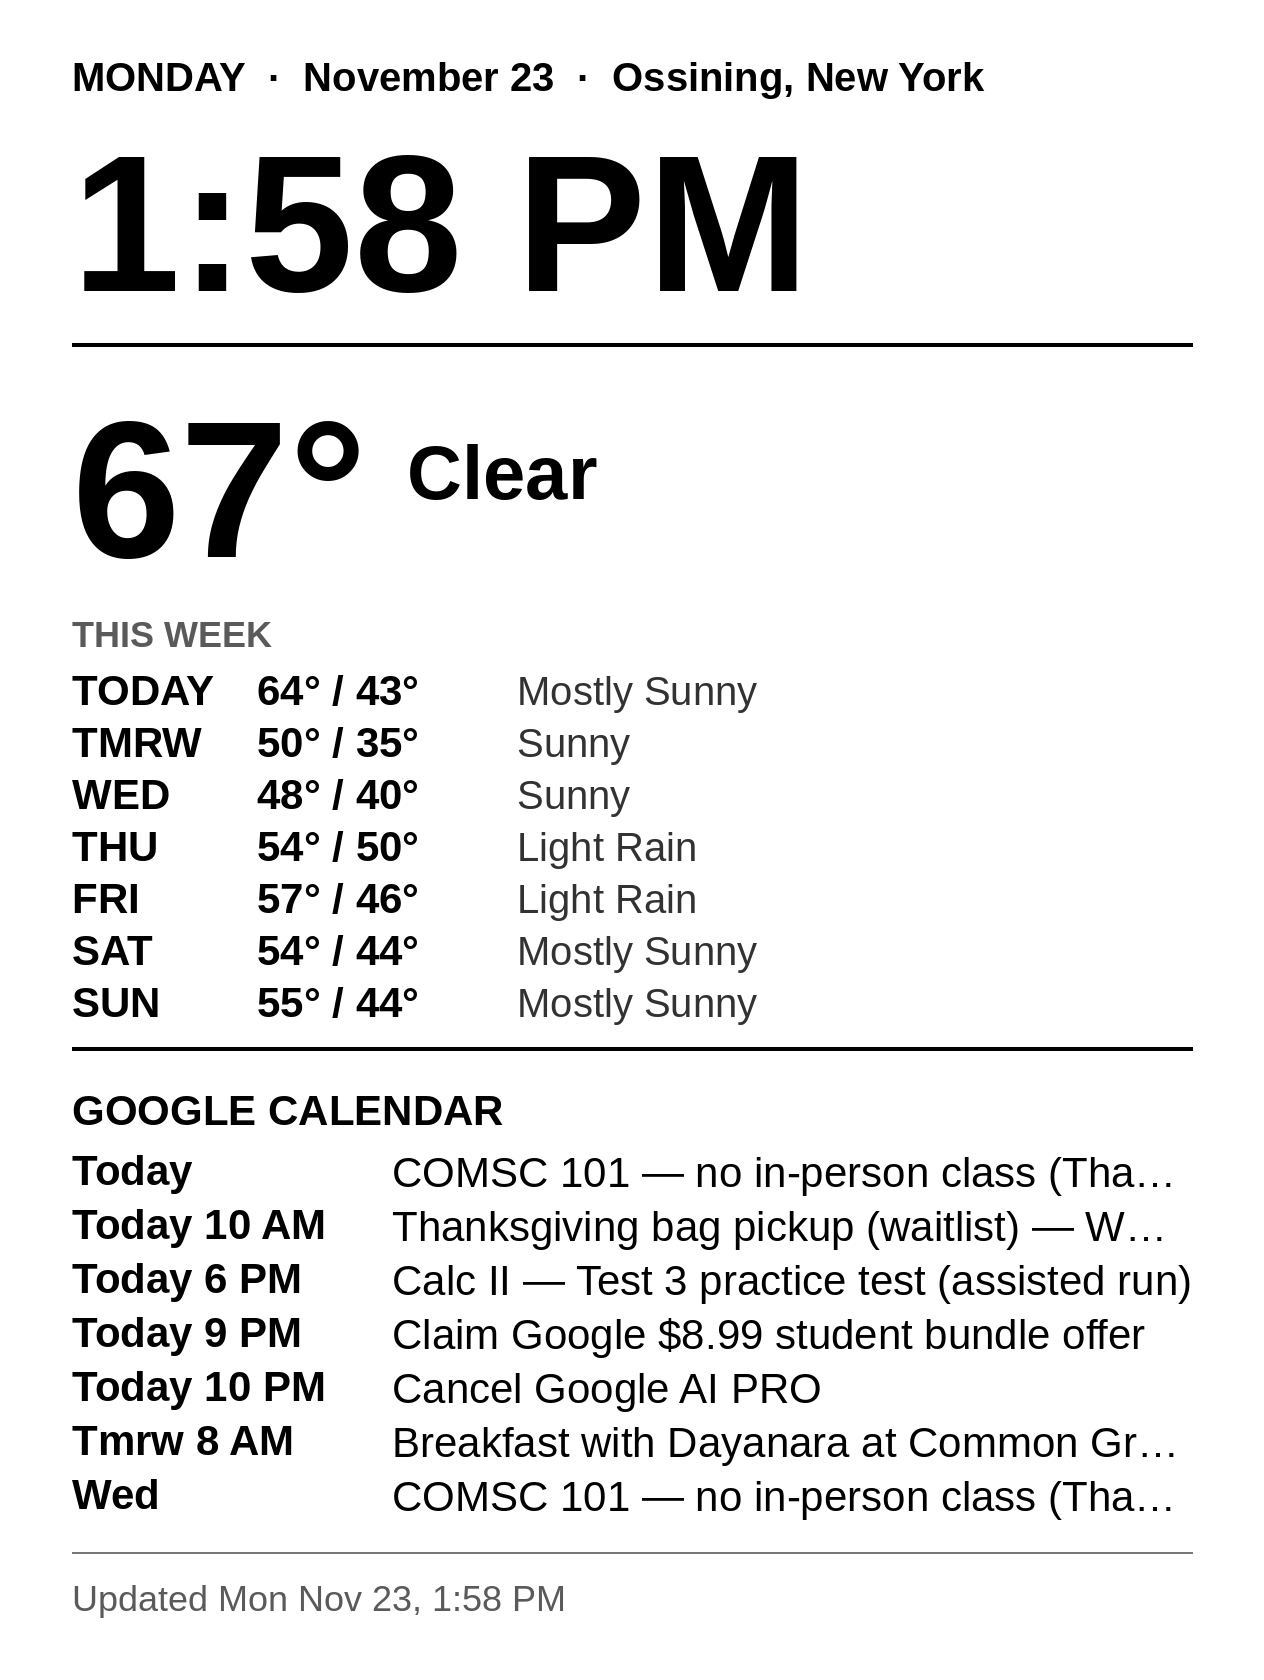 MONDAY · November 23 · Ossining, New York
1:58 PM
67° Clear
THIS WEEK
TODAY 64° / 43° Mostly Sunny
TMRW 50° / 35° Sunny
WED 48° / 40° Sunny
THU 54° / 50° Light Rain
FRI 57° / 46° Light Rain
SAT 54° / 44° Mostly Sunny
SUN 55° / 44° Mostly Sunny
GOOGLE CALENDAR
Today COMSC 101 — no in-person class (Tha…
Today 10 AM Thanksgiving bag pickup (waitlist) — W…
Today 6 PM Calc II — Test 3 practice test (assisted run)
Today 9 PM Claim Google $8.99 student bundle offer
Today 10 PM Cancel Google AI PRO
Tmrw 8 AM Breakfast with Dayanara at Common Gr…
Wed COMSC 101 — no in-person class (Tha…
Updated Mon Nov 23, 1:58 PM